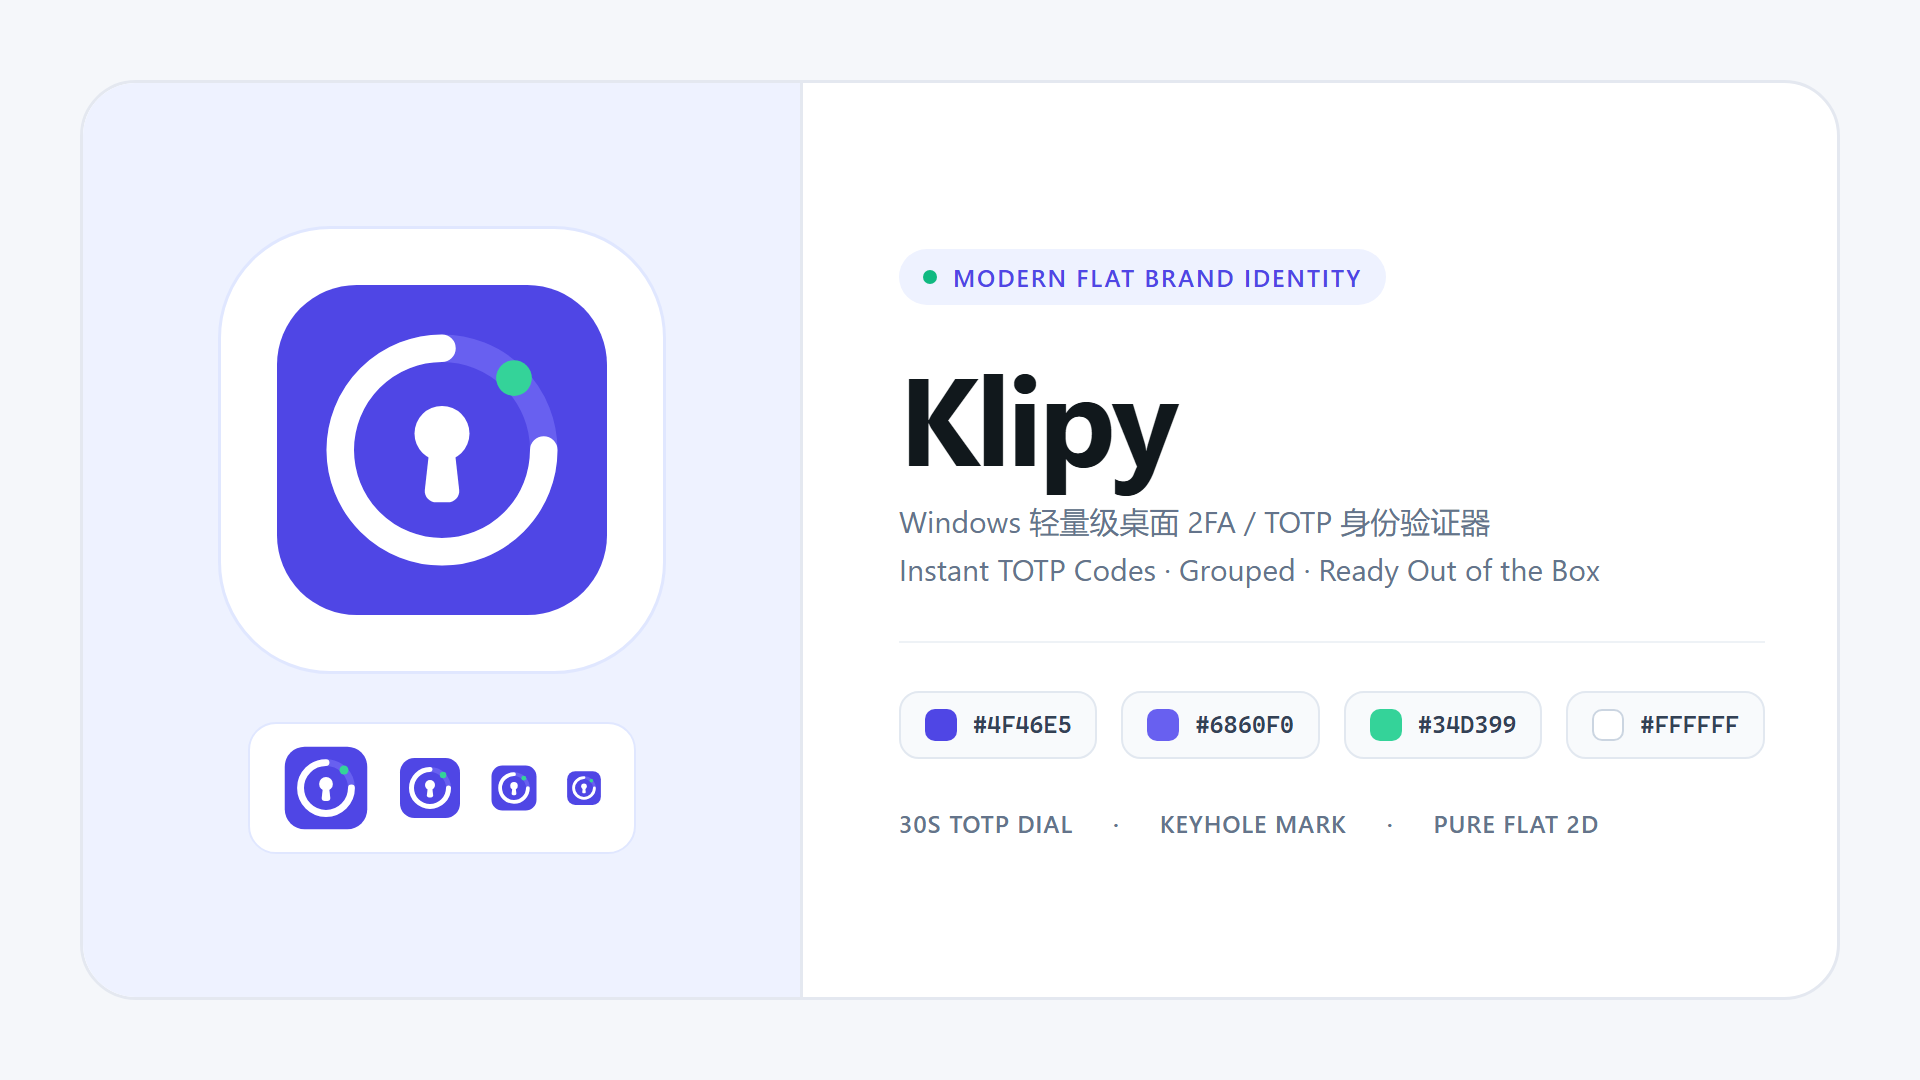 MODERN FLAT BRAND IDENTITY
Klipy
Windows 轻量级桌面 2FA / TOTP 身份验证器
Instant TOTP Codes · Grouped · Ready Out of the Box
#4F46E5 #6860F0 #34D399 #FFFFFF
30S TOTP DIAL · KEYHOLE MARK · PURE FLAT 2D